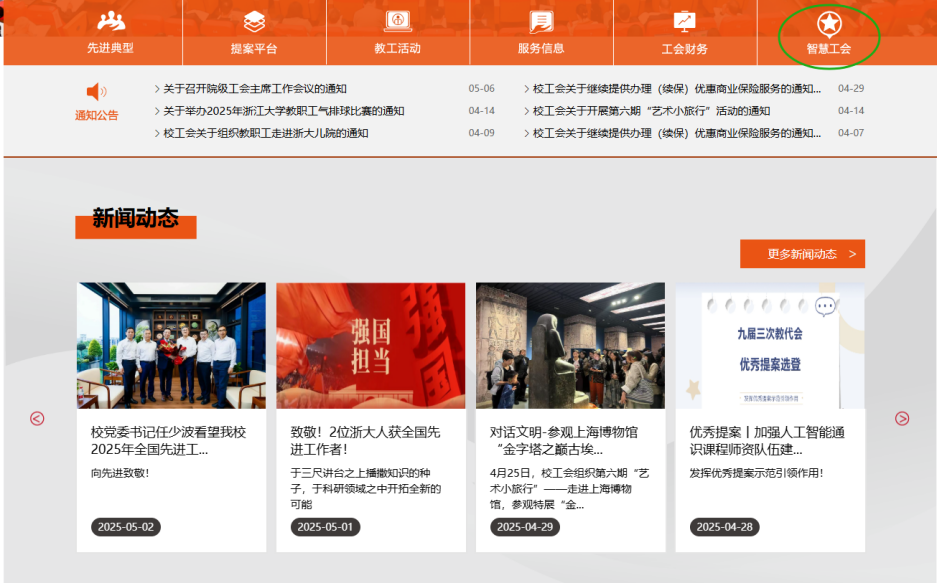 先进典型
提案平台
教工活动
服务信息
工会财务
智慧工会
通知公告
> 关于召开院级工会主席工作会议的通知 05-06
> 关于举办2025年浙江大学教职工气排球比赛的通知 04-14
> 校工会关于组织教职工走进浙大儿院的通知 04-09
> 校工会关于继续提供办理（续保）优惠商业保险服务的通知... 04-29
> 校工会关于开展第六期“艺术小旅行”活动的通知 04-14
> 校工会关于继续提供办理（续保）优惠商业保险服务的通知... 04-07
新闻动态
更多新闻动态 >
校党委书记任少波看望我校
2025年全国先进工...
向先进致敬！
2025-05-02
强国
担当
强国
致敬！2位浙大人获全国先
进工作者！
于三尺讲台之上播撒知识的种
子，于科研领域之中开拓全新的
可能
2025-05-01
对话文明-参观上海博物馆
“金字塔之巅古埃...
4月25日，校工会组织第六期“艺
术小旅行”——走进上海博物
馆，参观特展“金...
2025-04-29
九届三次教代会
优秀提案选登
发挥优秀提案示范引领作用
优秀提案丨加强人工智能通
识课程师资队伍建...
发挥优秀提案示范引领作用！
2025-04-28